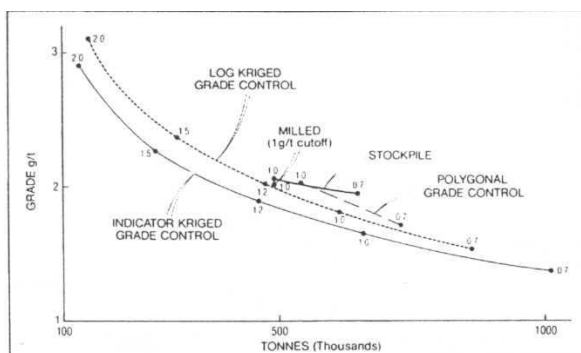 3
2.0
2.0
LOG KRIGED
GRADE CONTROL
1.5
1.5
MILLED
(1g/t cutoff)
STOCKPILE
POLYGONAL
GRADE CONTROL
GRADE g/t
2
1.0
1.0
1.0
0.7
1.2
1.2
INDICATOR KRIGED
GRADE CONTROL
1.0
0.7
1.0
0.7
0.7
1
100
500
1000
TONNES (Thousands)